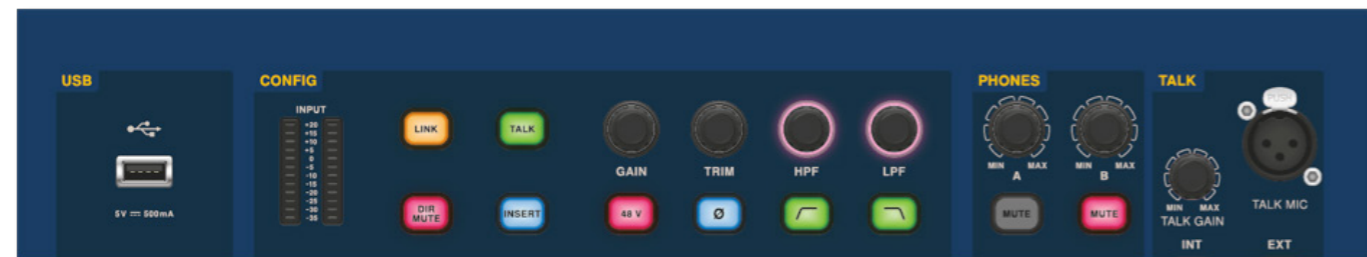 USB
5V ⎓ 500mA
CONFIG
INPUT
+20
+15
+10
+5
0
-5
-10
-15
-20
-25
-30
-35
LINK
TALK
DIR
MUTE
INSERT
GAIN
TRIM
HPF
LPF
48 V
Ø
PHONES
MIN MAX
A
MIN MAX
B
MUTE
MUTE
TALK
PUSH
MIN MAX
TALK GAIN
TALK MIC
INT
EXT